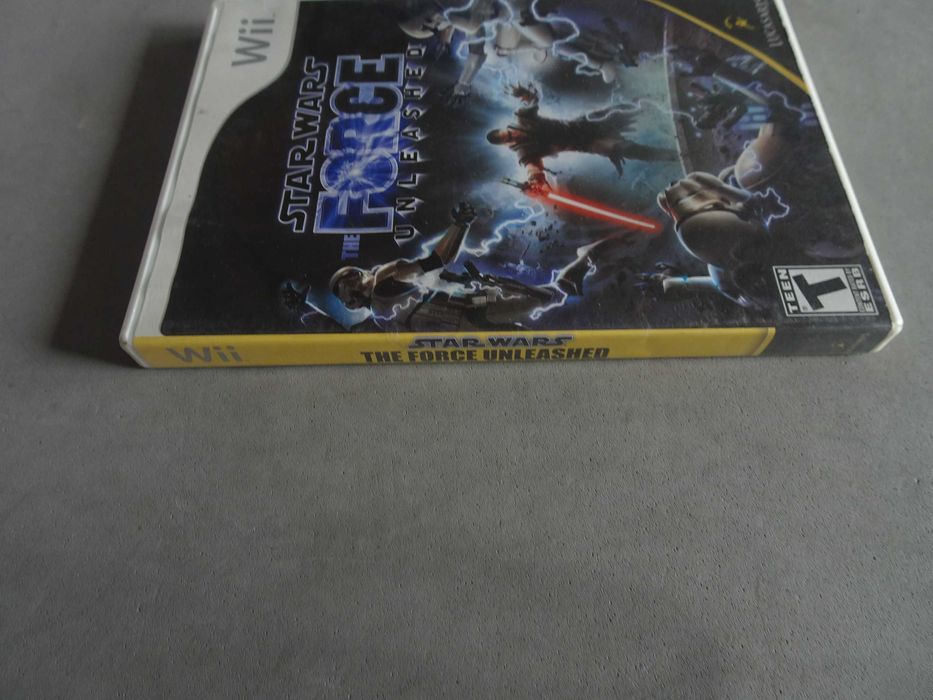 Wii
STAR WARS
THE FORCE
UNLEASHED
TEEN
T
ESRB
Wii
STAR WARS
THE FORCE UNLEASHED